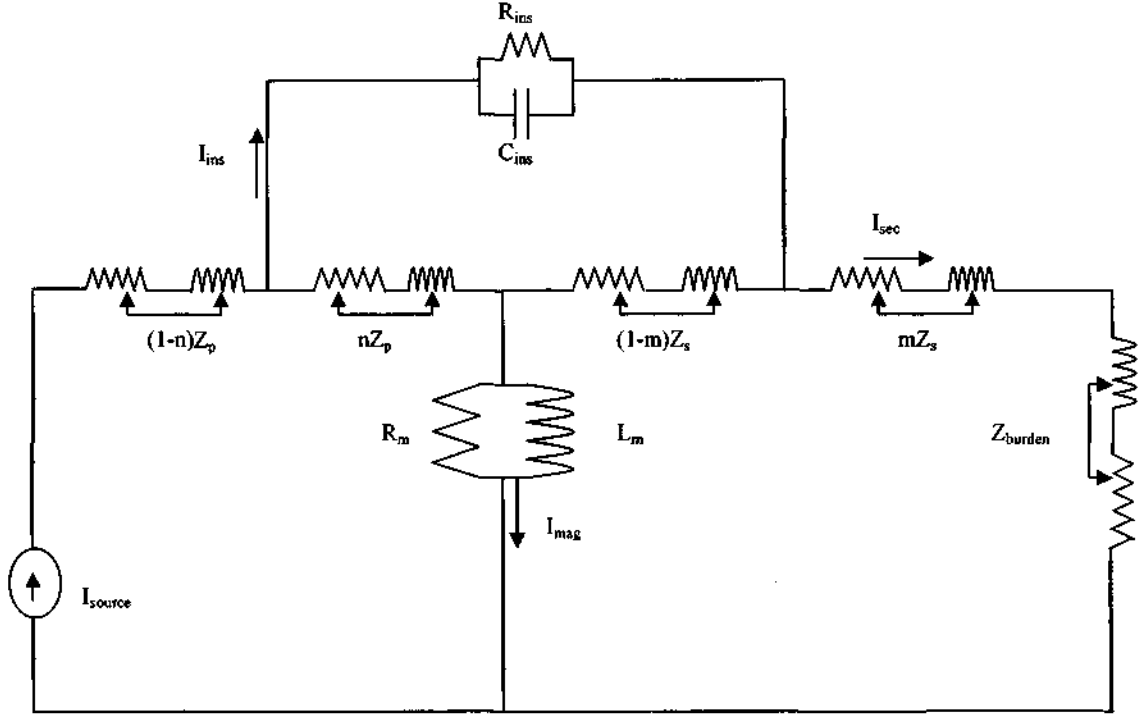 R_ins
I_ins
C_ins
I_sec
(1-n)Z_p
nZ_p
(1-m)Z_s
mZ_s
R_m
L_m
Z_burden
I_mag
I_source